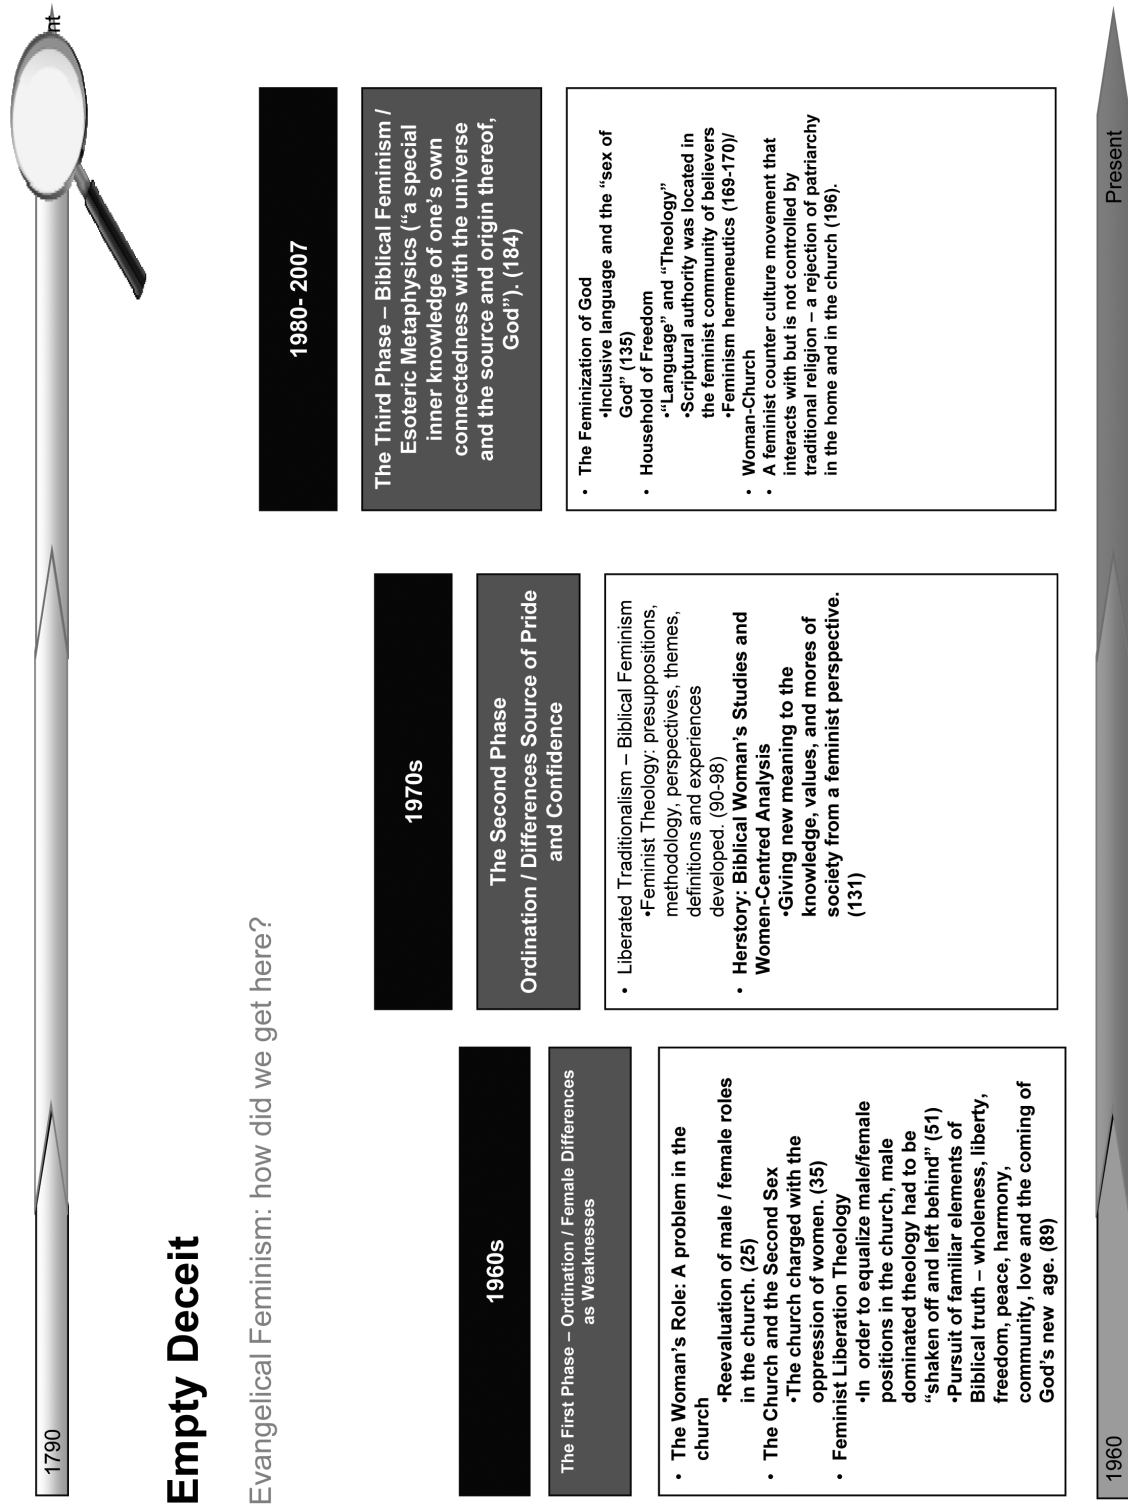 1790
nt
Empty Deceit
Evangelical Feminism: how did we get here?
1960s
The First Phase – Ordination / Female Differences
as Weaknesses
• The Woman's Role: A problem in the
church
•Reevaluation of male / female roles
in the church. (25)
• The Church and the Second Sex
•The church charged with the
oppression of women. (35)
• Feminist Liberation Theology
•In order to equalize male/female
positions in the church, male
dominated theology had to be
“shaken off and left behind” (51)
•Pursuit of familiar elements of
Biblical truth – wholeness, liberty,
freedom, peace, harmony,
community, love and the coming of
God's new age. (89)
1970s
The Second Phase
Ordination / Differences Source of Pride
and Confidence
• Liberated Traditionalism – Biblical Feminism
•Feminist Theology: presuppositions,
methodology, perspectives, themes,
definitions and experiences
developed. (90-98)
• Herstory: Biblical Woman's Studies and
Women-Centred Analysis
•Giving new meaning to the
knowledge, values, and mores of
society from a feminist perspective.
(131)
1980- 2007
The Third Phase – Biblical Feminism /
Esoteric Metaphysics (“a special
inner knowledge of one's own
connectedness with the universe
and the source and origin thereof,
God”). (184)
• The Feminization of God
•Inclusive language and the “sex of
God” (135)
• Household of Freedom
•“Language” and “Theology”
•Scriptural authority was located in
the feminist community of believers
•Feminism hermeneutics (169-170)/
• Woman-Church
• A feminist counter culture movement that
interacts with but is not controlled by
traditional religion – a rejection of patriarchy
in the home and in the church (196).
1960
Present